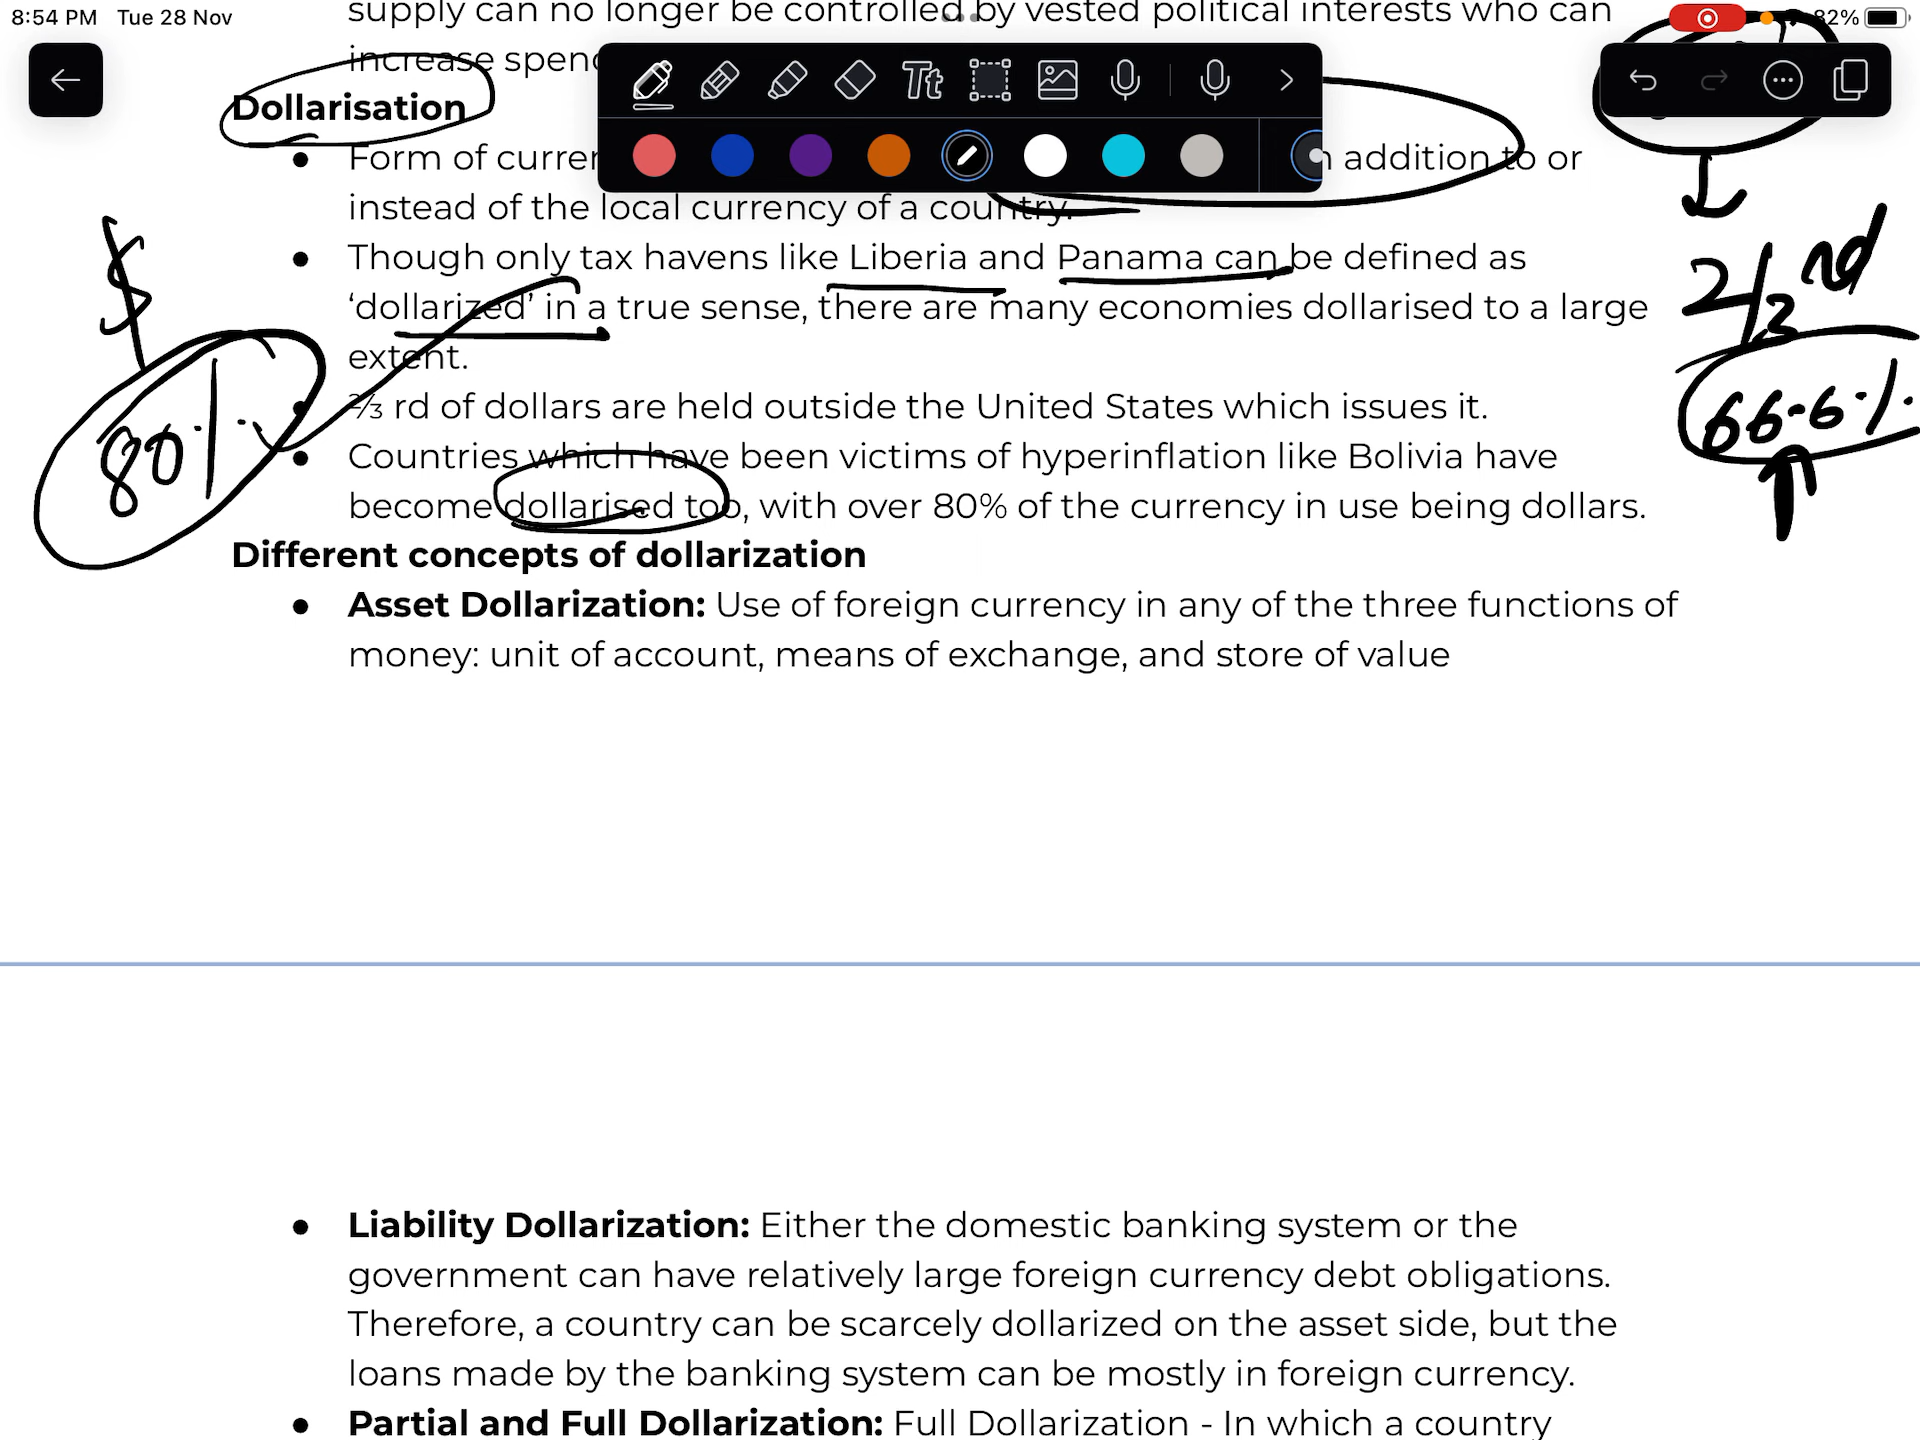 8:54 PM Tue 28 Nov
82%
supply can no longer be controlled by vested political interests who can
increase spen
Tt
Dollarisation
● Form of curre addition to or
instead of the local currency of a country.
● Though only tax havens like Liberia and Panama can be defined as
‘dollarized’ in a true sense, there are many economies dollarised to a large
extent.
● ⅔ rd of dollars are held outside the United States which issues it.
● Countries which have been victims of hyperinflation like Bolivia have
become dollarised too, with over 80% of the currency in use being dollars.
$
80%
2/3 rd
66.6%
Different concepts of dollarization
● Asset Dollarization: Use of foreign currency in any of the three functions of
money: unit of account, means of exchange, and store of value
● Liability Dollarization: Either the domestic banking system or the
government can have relatively large foreign currency debt obligations.
Therefore, a country can be scarcely dollarized on the asset side, but the
loans made by the banking system can be mostly in foreign currency.
● Partial and Full Dollarization: Full Dollarization - In which a country